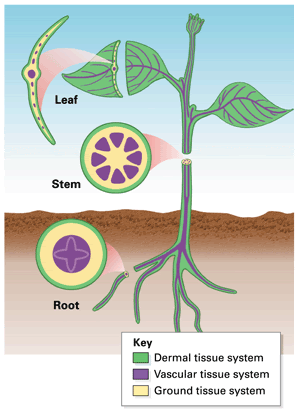 Leaf
Stem
Root
Key
Dermal tissue system
Vascular tissue system
Ground tissue system